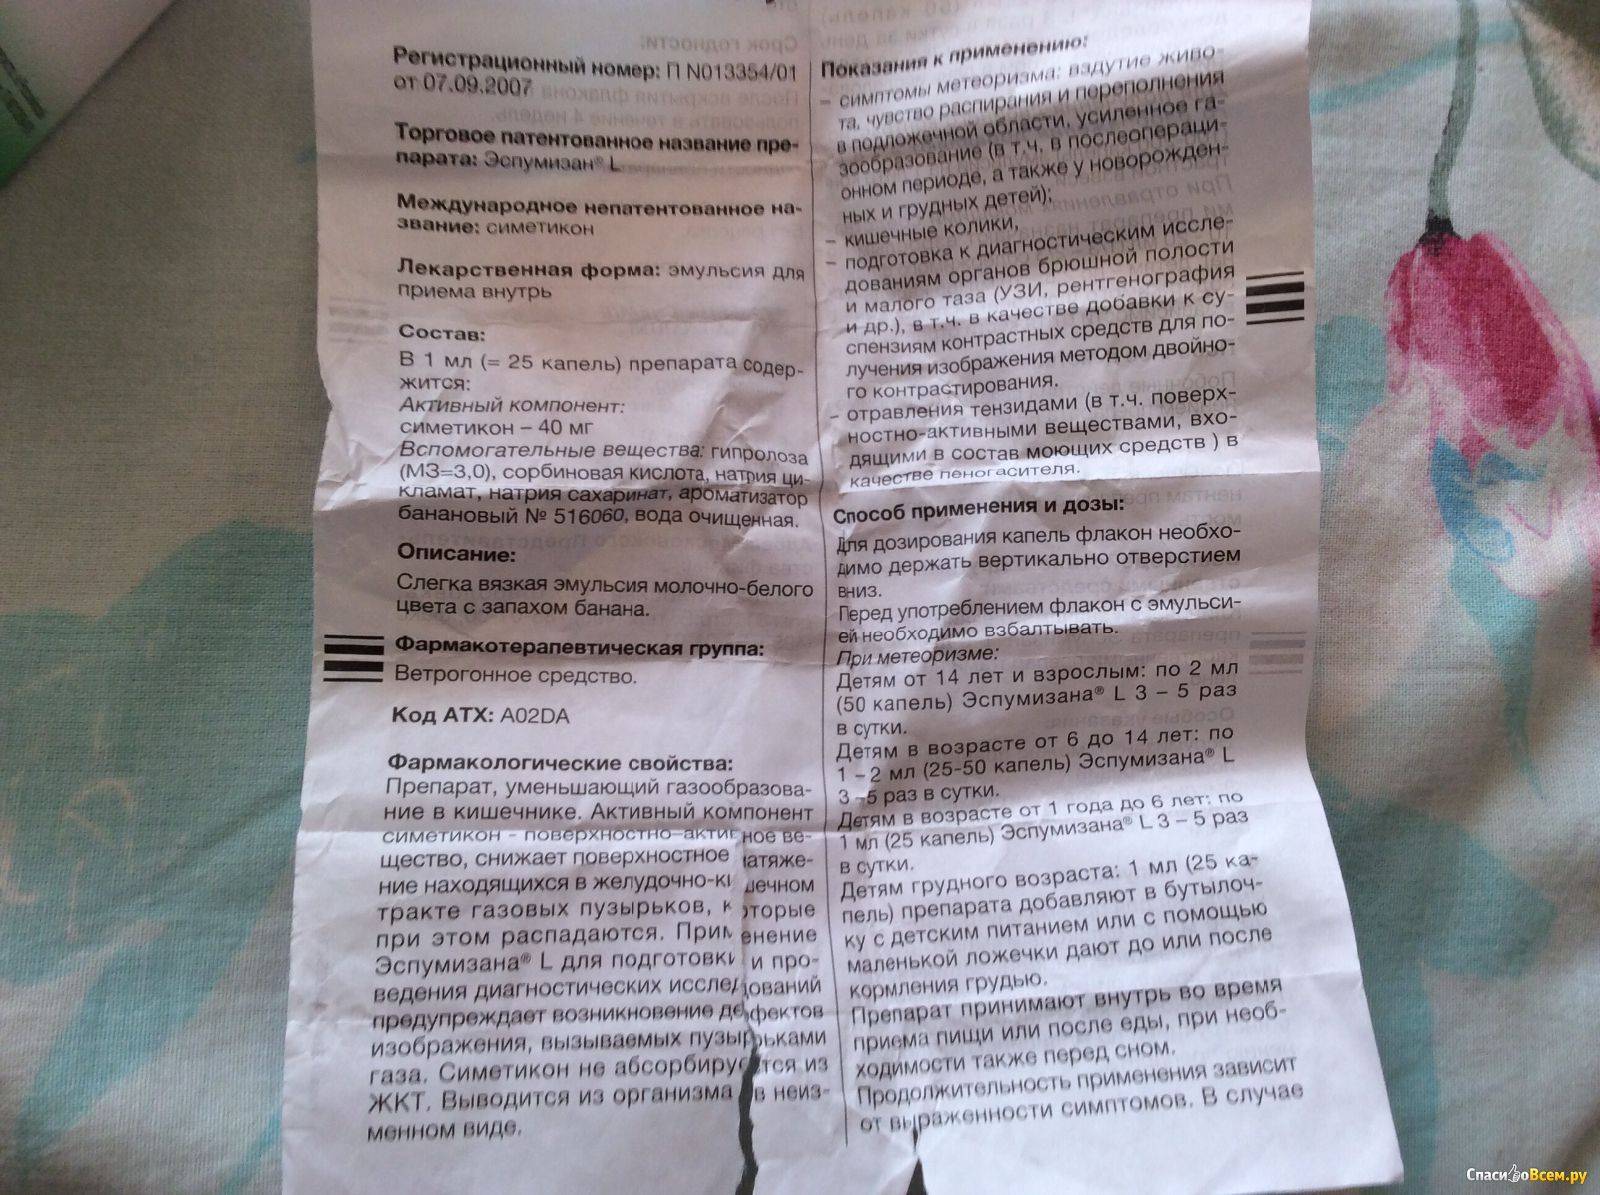 Регистрационный номер: П N013354/01
от 07.09.2007
Торговое патентованное название пре-
парата: Эспумизан® L
Международное непатентованное на-
звание: симетикон
Лекарственная форма: эмульсия для
приема внутрь
Состав:
В 1 мл (= 25 капель) препарата содер-
жится:
Активный компонент:
симетикон – 40 мг
Вспомогательные вещества: гипролоза
(МЗ=3,0), сорбиновая кислота, натрия ци-
кламат, натрия сахаринат, ароматизатор
банановый № 516060, вода очищенная.
Описание:
Слегка вязкая эмульсия молочно-белого
цвета с запахом банана.
Фармакотерапевтическая группа:
Ветрогонное средство.
Код АТХ: A02DA
Фармакологические свойства:
Препарат, уменьшающий газообразова-
ние в кишечнике. Активный компонент
симетикон - поверхностно-активное ве-
щество, снижает поверхностное натяже-
ние находящихся в желудочно-кишечном
тракте газовых пузырьков, которые
при этом распадаются. Применение
Эспумизана® L для подготовки и про-
ведения диагностических исследований
предупреждает возникновение дефектов
изображения, вызываемых пузырьками
газа. Симетикон не абсорбируется из
ЖКТ. Выводится из организма в неиз-
менном виде.
Показания к применению:
– симптомы метеоризма: вздутие живо-
та, чувство распирания и переполнения
в подложечной области, усиленное га-
зообразование (в т.ч. в послеопераци-
онном периоде, а также у новорожден-
ных и грудных детей);
– кишечные колики,
– подготовка к диагностическим иссле-
дованиям органов брюшной полости
и малого таза (УЗИ, рентгенография
и др.), в т.ч. в качестве добавки к су-
спензиям контрастных средств для по-
лучения изображения методом двойно-
го контрастирования.
– отравления тензидами (в т.ч. поверх-
ностно-активными веществами, вхо-
дящими в состав моющих средств ) в
качестве пеногасителя.
Способ применения и дозы:
Для дозирования капель флакон необхо-
димо держать вертикально отверстием
вниз.
Перед употреблением флакон с эмульси-
ей необходимо взбалтывать.
При метеоризме:
Детям от 14 лет и взрослым: по 2 мл
(50 капель) Эспумизана® L 3 – 5 раз
в сутки.
Детям в возрасте от 6 до 14 лет: по
1 – 2 мл (25-50 капель) Эспумизана® L
3 –5 раз в сутки.
Детям в возрасте от 1 года до 6 лет: по
1 мл (25 капель) Эспумизана® L 3 – 5 раз
в сутки.
Детям грудного возраста: 1 мл (25 ка-
пель) препарата добавляют в бутылоч-
ку с детским питанием или с помощью
маленькой ложечки дают до или после
кормления грудью.
Препарат принимают внутрь во время
приема пищи или после еды, при необ-
ходимости также перед сном.
Продолжительность применения зависит
от выраженности симптомов. В случае
СпасибоВсем.ру